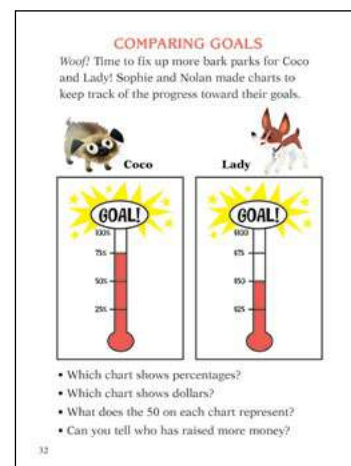 COMPARING GOALS
Woof! Time to fix up more bark parks for Coco
and Lady! Sophie and Nolan made charts to
keep track of the progress toward their goals.
Coco
Lady
GOAL!
100%
75%
50%
25%
GOAL!
$100
$75
$50
$25
• Which chart shows percentages?
• Which chart shows dollars?
• What does the 50 on each chart represent?
• Can you tell who has raised more money?
32